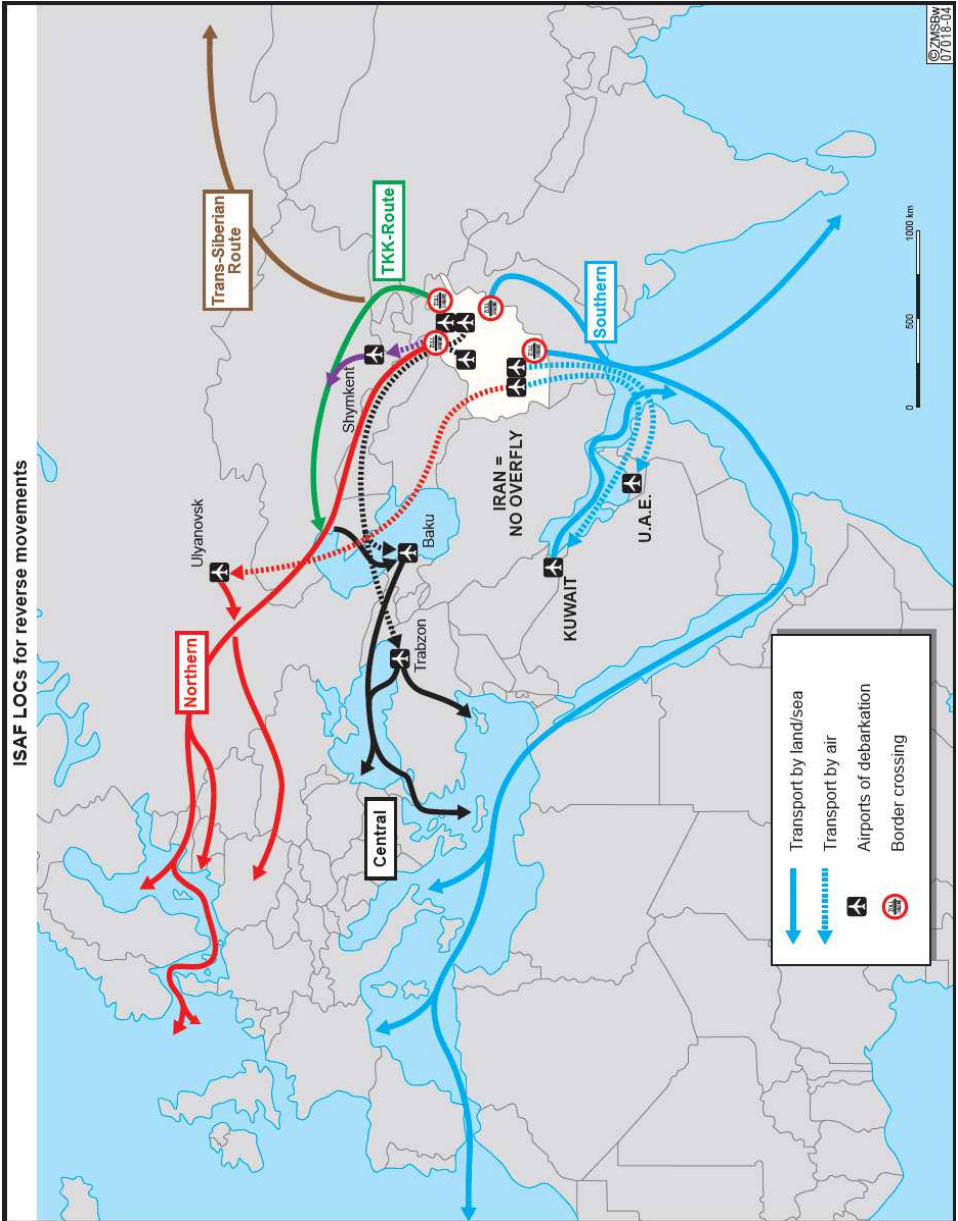 ISAF LOCs for reverse movements
Trans-Siberian
Route
TKK-Route
Shymkent
Ulyanovsk
Northern
Baku
Trabzon
Central
IRAN =
NO OVERFLY
Southern
KUWAIT
U.A.E.
Transport by land/sea
Transport by air
Airports of debarkation
Border crossing
0 500 1000 km
©ZMSBw
07018-04